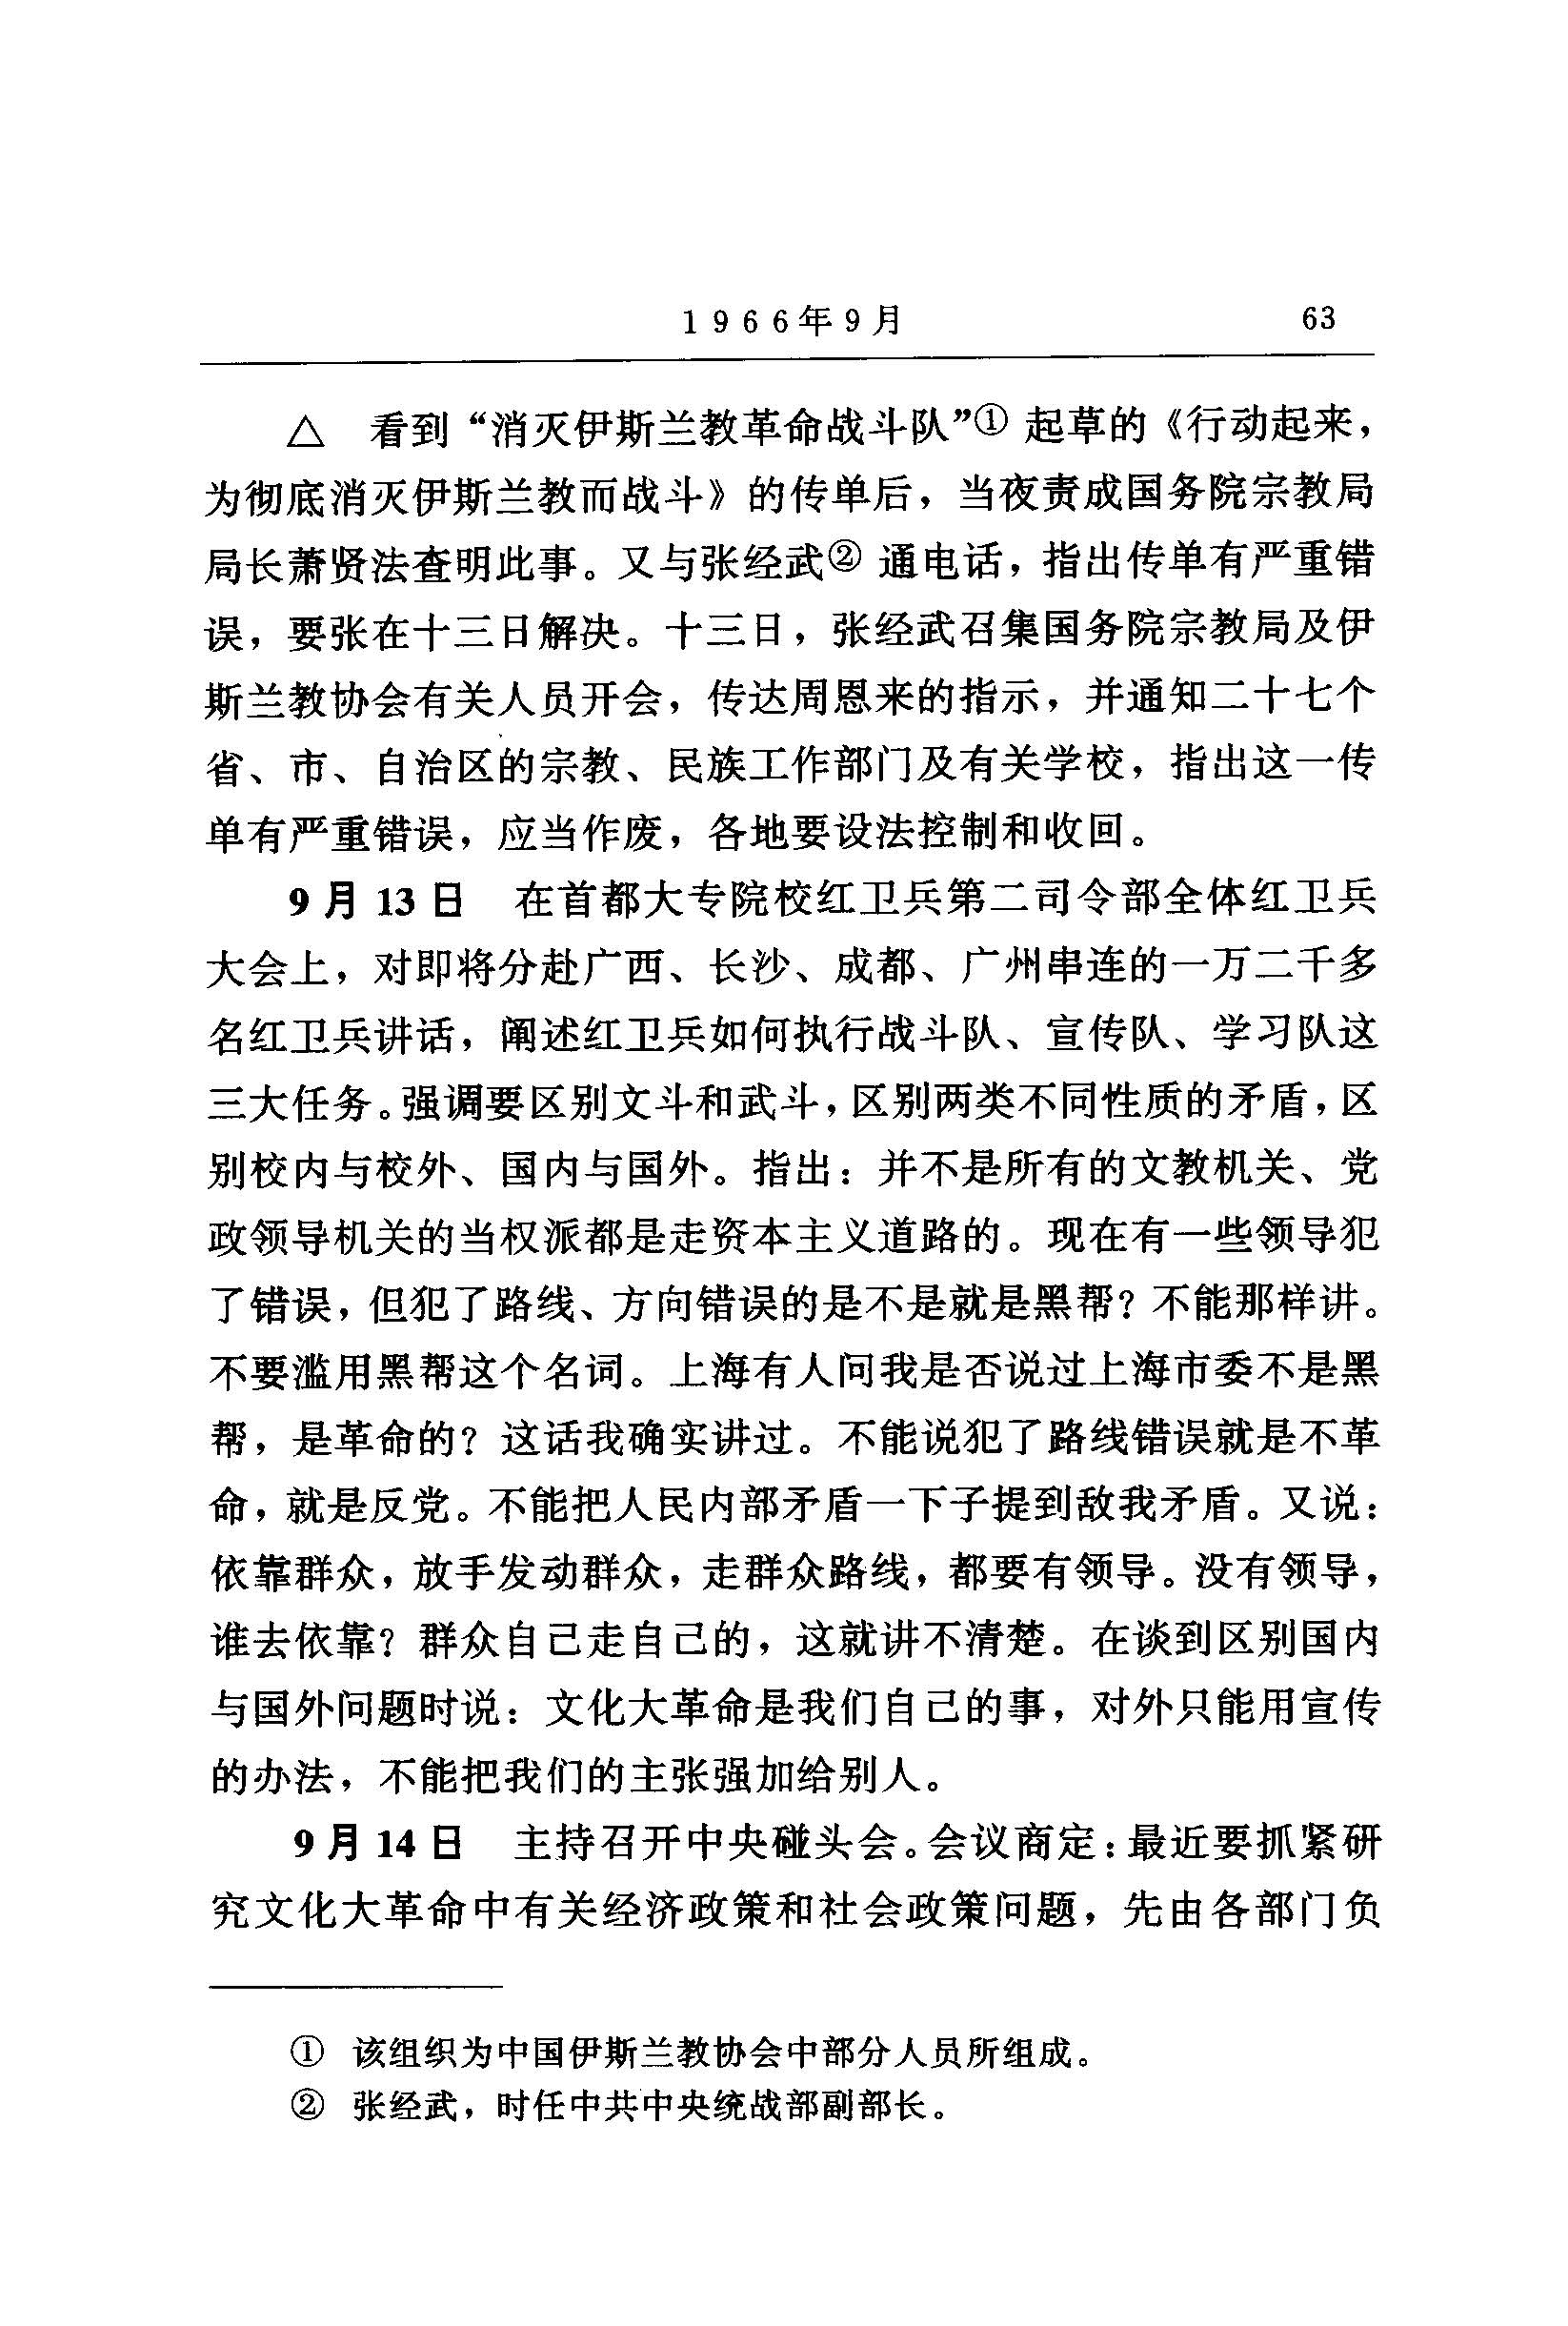 1966年9月 63
△ 看到“消灭伊斯兰教革命战斗队”① 起草的《行动起来，
为彻底消灭伊斯兰教而战斗》的传单后，当夜责成国务院宗教局
局长萧贤法查明此事。又与张经武② 通电话，指出传单有严重错
误，要张在十三日解决。十三日，张经武召集国务院宗教局及伊
斯兰教协会有关人员开会，传达周恩来的指示，并通知二十七个
省、市、自治区的宗教、民族工作部门及有关学校，指出这一传
单有严重错误，应当作废，各地要设法控制和收回。
9月13日 在首都大专院校红卫兵第二司令部全体红卫兵
大会上，对即将分赴广西、长沙、成都、广州串连的一万二千多
名红卫兵讲话，阐述红卫兵如何执行战斗队、宣传队、学习队这
三大任务。强调要区别文斗和武斗，区别两类不同性质的矛盾，区
别校内与校外、国内与国外。指出：并不是所有的文教机关、党
政领导机关的当权派都是走资本主义道路的。现在有一些领导犯
了错误，但犯了路线、方向错误的是不是就是黑帮？不能那样讲。
不要滥用黑帮这个名词。上海有人问我是否说过上海市委不是黑
帮，是革命的？这话我确实讲过。不能说犯了路线错误就是不革
命，就是反党。不能把人民内部矛盾一下子提到敌我矛盾。又说：
依靠群众，放手发动群众，走群众路线，都要有领导。没有领导，
谁去依靠？群众自己走自己的，这就讲不清楚。在谈到区别国内
与国外问题时说：文化大革命是我们自己的事，对外只能用宣传
的办法，不能把我们的主张强加给别人。
9月14日 主持召开中央碰头会。会议商定：最近要抓紧研
究文化大革命中有关经济政策和社会政策问题，先由各部门负
① 该组织为中国伊斯兰教协会中部分人员所组成。
② 张经武，时任中共中央统战部副部长。